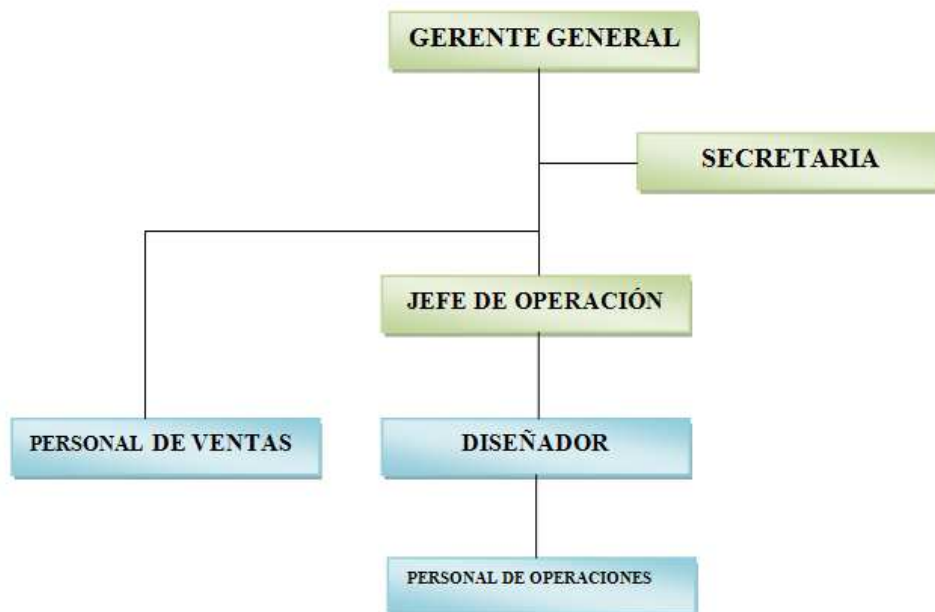 GERENTE GENERAL
SECRETARIA
JEFE DE OPERACIÓN
PERSONAL DE VENTAS
DISEÑADOR
PERSONAL DE OPERACIONES